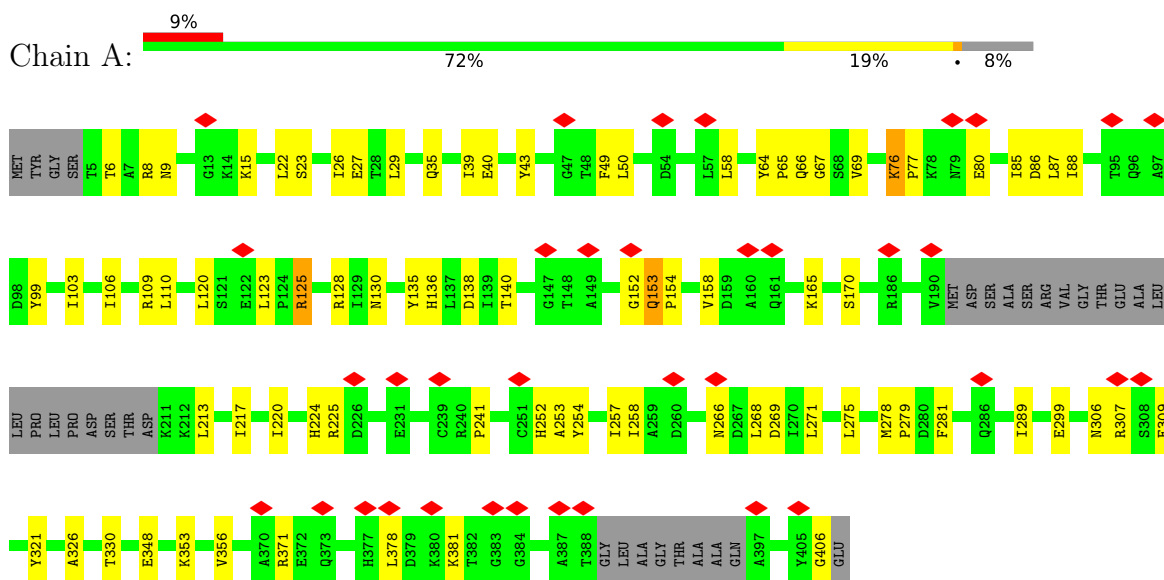 9%
Chain A:
72% 19% • 8%
MET TYR GLY SER T5 T6 A7 R8 N9 G13 K14 K15 L22 S23 I26 E27 T28 L29 Q35 I39 E40 Y43 G47 T48 F49 L50 D54 L57 L58 Y64 P65 Q66 G67 S68 V69 K76 P77 K78 N79 E80 I85 D86 L87 I88 T95 Q96 A97
D98 Y99 I103 I106 R109 L110 L120 S121 E122 L123 P124 R125 R128 I129 N130 Y135 H136 L137 D138 I139 T140 G147 T148 A149 G152 Q153 P154 V158 D159 A160 Q161 K165 S170 R186 V190 MET ASP SER ALA SER ARG VAL GLY THR GLU ALA LEU
LEU PRO LEU PRO ASP SER THR ASP K211 K212 L213 I217 I220 H224 R225 D226 E231 C239 R240 P241 C251 H252 A253 Y254 I257 I258 A259 D260 N266 D267 L268 D269 I270 L271 L275 M278 P279 D280 F281 Q286 I289 E299 N306 R307 S308
Y321 A326 T330 E348 K353 V356 A370 R371 E372 Q373 H377 L378 D379 K380 K381 T382 G383 G384 A387 T388 GLY LEU ALA GLY THR ALA ALA GLN A397 Y405 G406 GLU